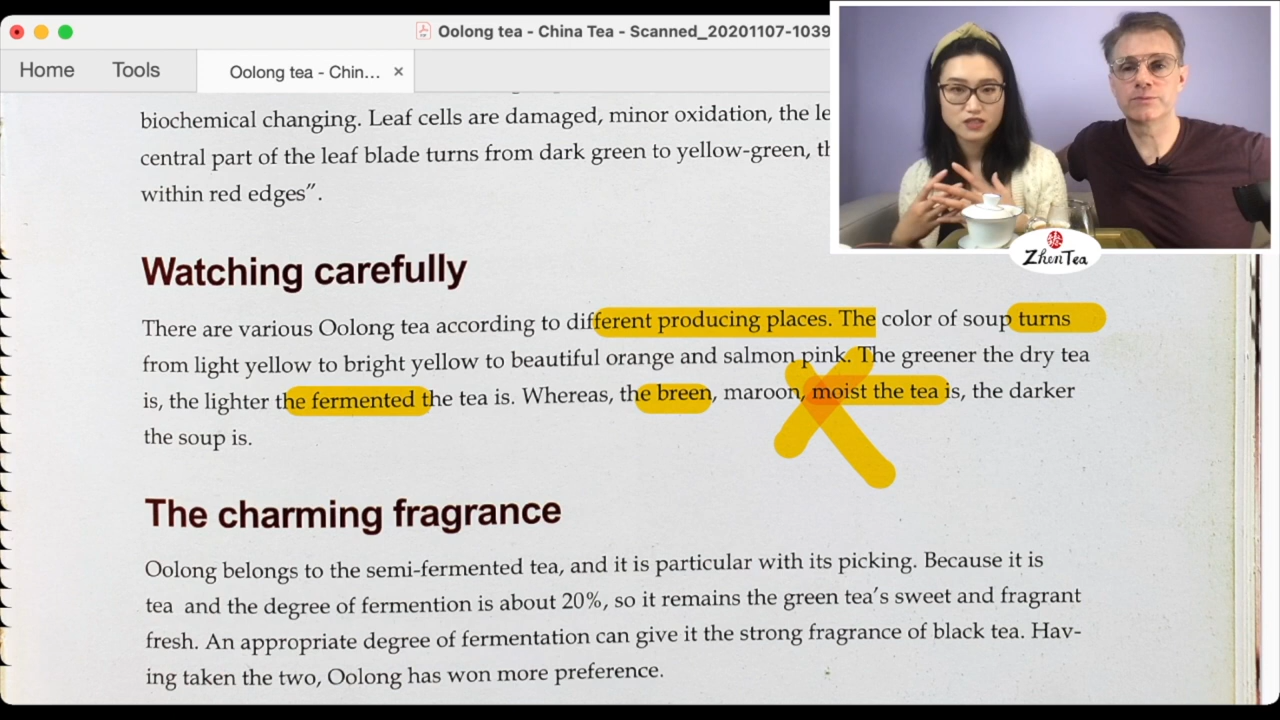 Oolong tea - China Tea - Scanned_20201107-1039
Home
Tools
Oolong tea - Chin...
×
biochemical changing. Leaf cells are damaged, minor oxidation, the le
central part of the leaf blade turns from dark green to yellow-green, th
within red edges”.
Watching carefully
There are various Oolong tea according to different producing places. The color of soup turns
from light yellow to bright yellow to beautiful orange and salmon pink. The greener the dry tea
is, the lighter the fermented the tea is. Whereas, the breen, maroon, moist the tea is, the darker
the soup is.
The charming fragrance
Oolong belongs to the semi-fermented tea, and it is particular with its picking. Because it is
tea and the degree of fermention is about 20%, so it remains the green tea’s sweet and fragrant
fresh. An appropriate degree of fermentation can give it the strong fragrance of black tea. Hav-
ing taken the two, Oolong has won more preference.
ZhenTea